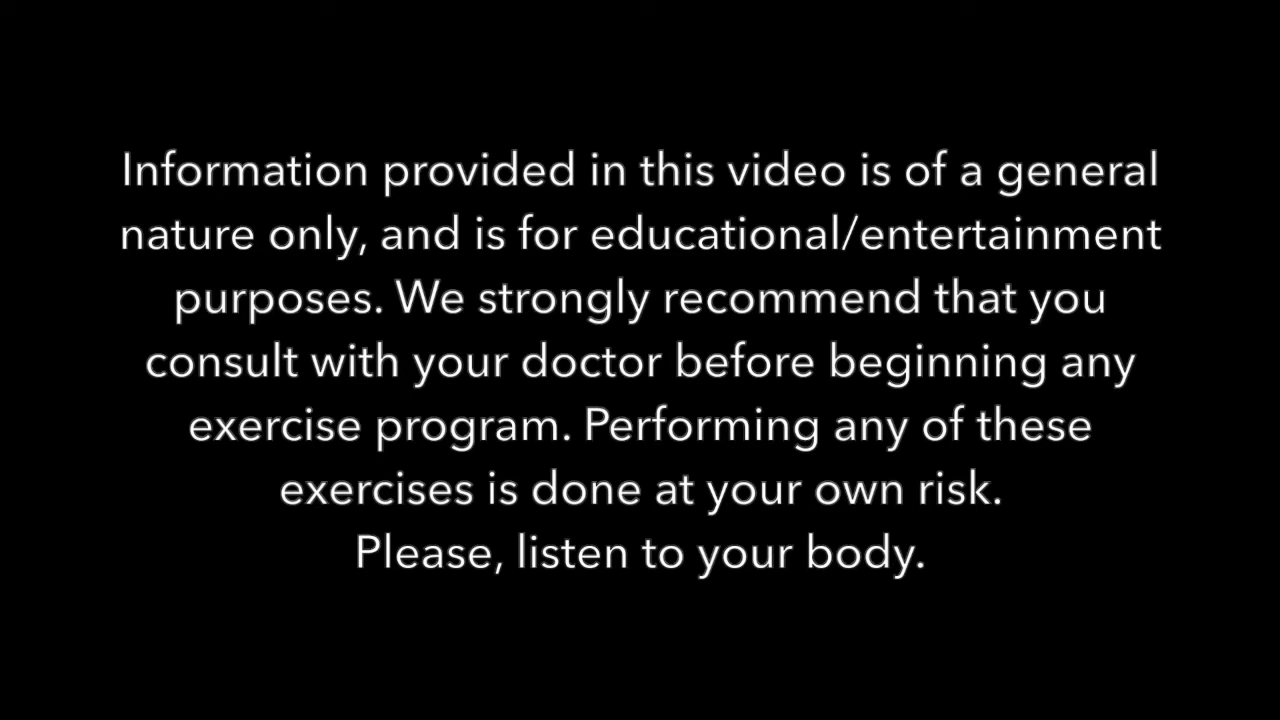 Information provided in this video is of a general
nature only, and is for educational/entertainment
purposes. We strongly recommend that you
consult with your doctor before beginning any
exercise program. Performing any of these
exercises is done at your own risk.
Please, listen to your body.